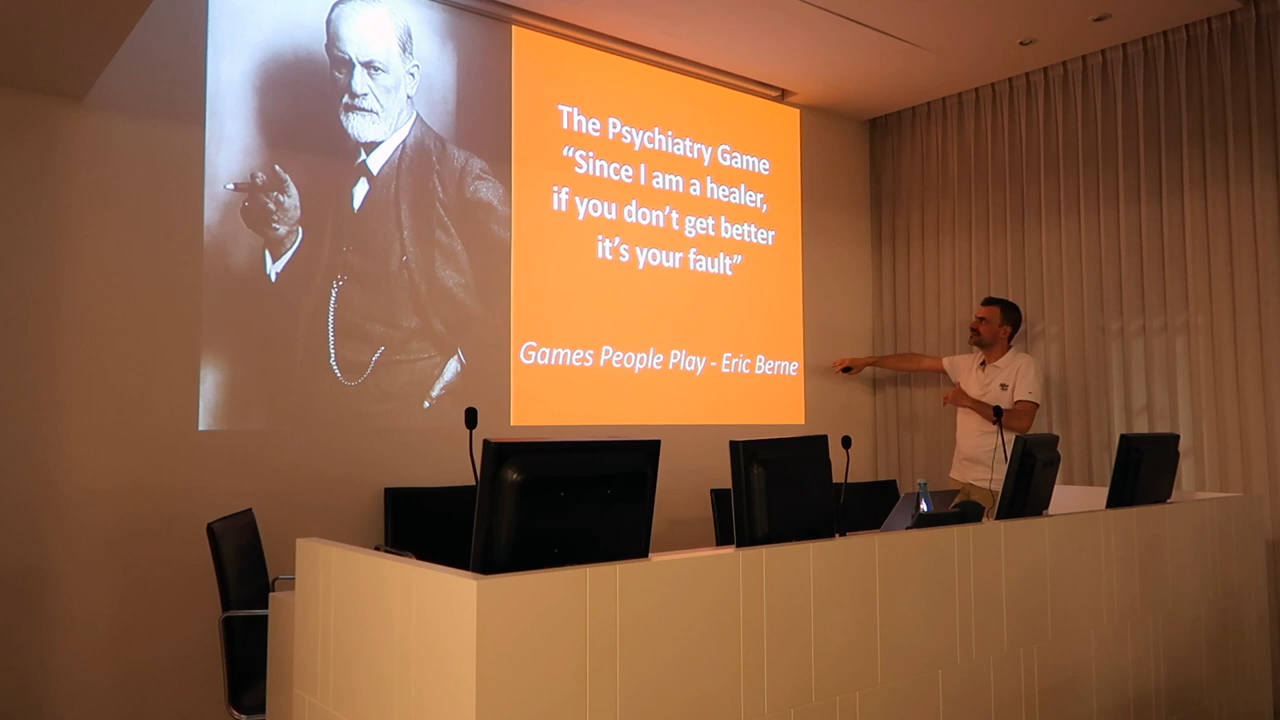 The Psychiatry Game
“Since I am a healer,
if you don’t get better
it’s your fault”
Games People Play - Eric Berne